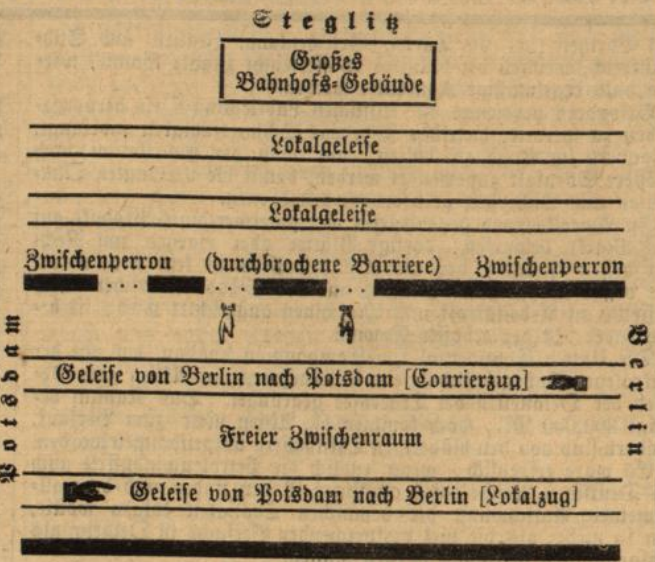 Steglitz
Großes
Bahnhofs-Gebäude
Lokalgeleise
Lokalgeleise
Zwischenperron (durchbrochene Barriere) Zwischenperron
Potsdam
Berlin
Geleise von Berlin nach Potsdam [Courierzug]
Freier Zwischenraum
Geleise von Potsdam nach Berlin [Lokalzug]